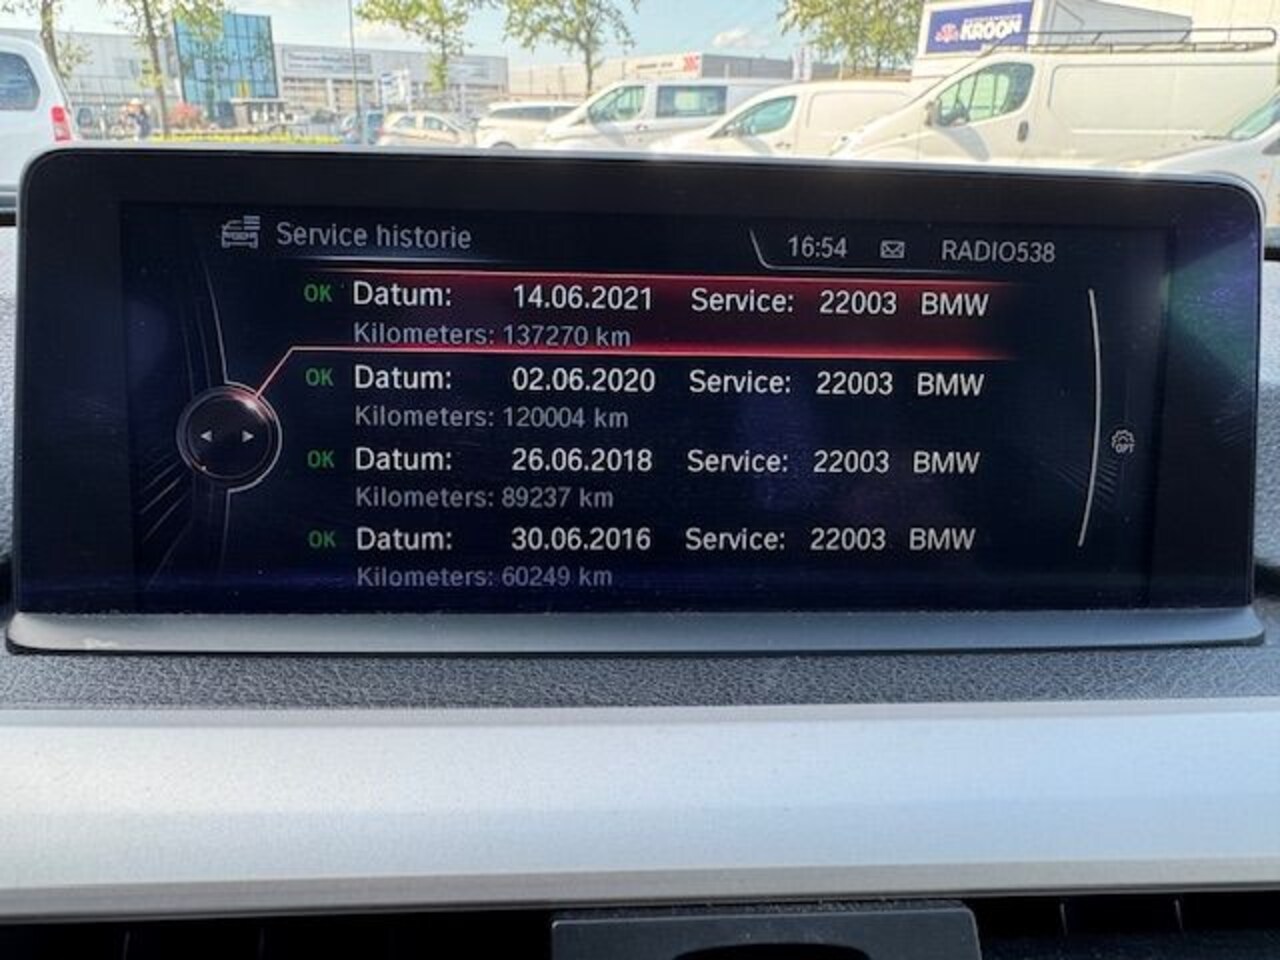 KROON
Service historie
16:54 RADIO538
OK Datum: 14.06.2021 Service: 22003 BMW
Kilometers: 137270 km
OK Datum: 02.06.2020 Service: 22003 BMW
Kilometers: 120004 km
OK Datum: 26.06.2018 Service: 22003 BMW
Kilometers: 89237 km
OK Datum: 30.06.2016 Service: 22003 BMW
Kilometers: 60249 km
OPT